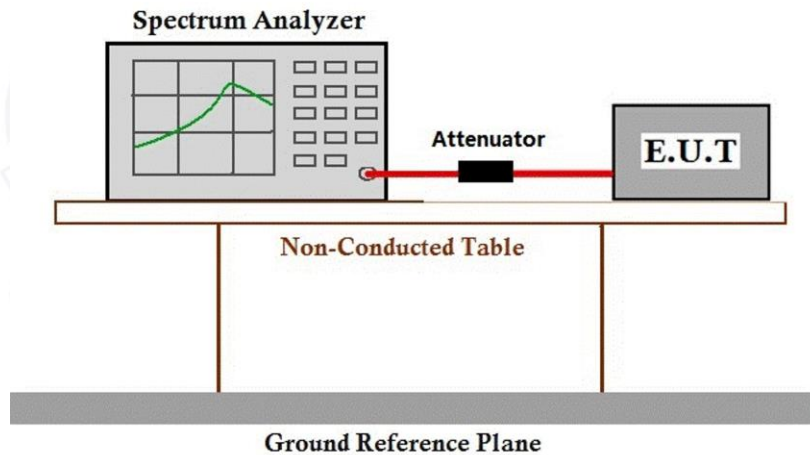 Spectrum Analyzer
Attenuator
E.U.T
Non-Conducted Table
Ground Reference Plane